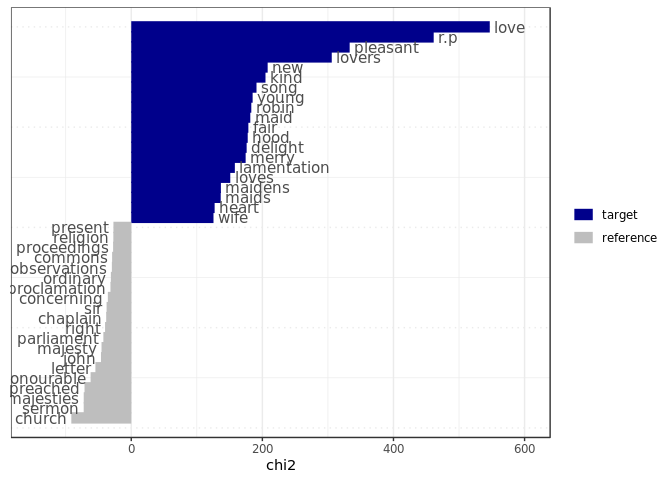 love
r.p
pleasant
lovers
new
kind
song
young
robin
maid
fair
hood
delight
merry
lamentation
loves
maidens
maids
heart
wife
present
religion
proceedings
commons
observations
ordinary
proclamation
concerning
sir
chaplain
right
parliament
majesty
john
letter
onourable
preached
majesties
sermon
church
target
reference
0 200 400 600
chi2